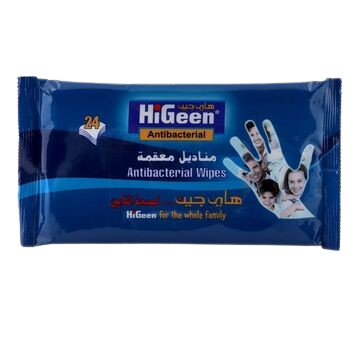 24
هاي جين
HiGeen
Antibacterial
مناديل معقمة
Antibacterial Wipes
هاي جين ..
HiGeen for the whole family